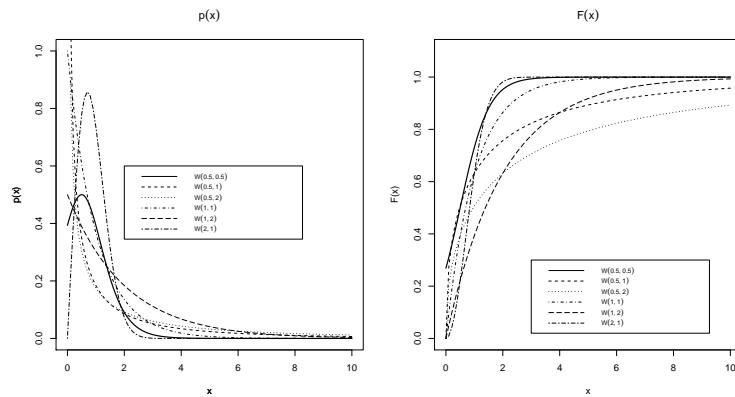 p(x)
p(x)
0.0
0.2
0.4
0.6
0.8
1.0
W(0.5, 0.5)
W(0.5, 1)
W(0.5, 2)
W(1, 1)
W(1, 2)
W(2, 1)
0
2
4
6
8
10
x
F(x)
F(x)
0.0
0.2
0.4
0.6
0.8
1.0
W(0.5, 0.5)
W(0.5, 1)
W(0.5, 2)
W(1, 1)
W(1, 2)
W(2, 1)
0
2
4
6
8
10
x